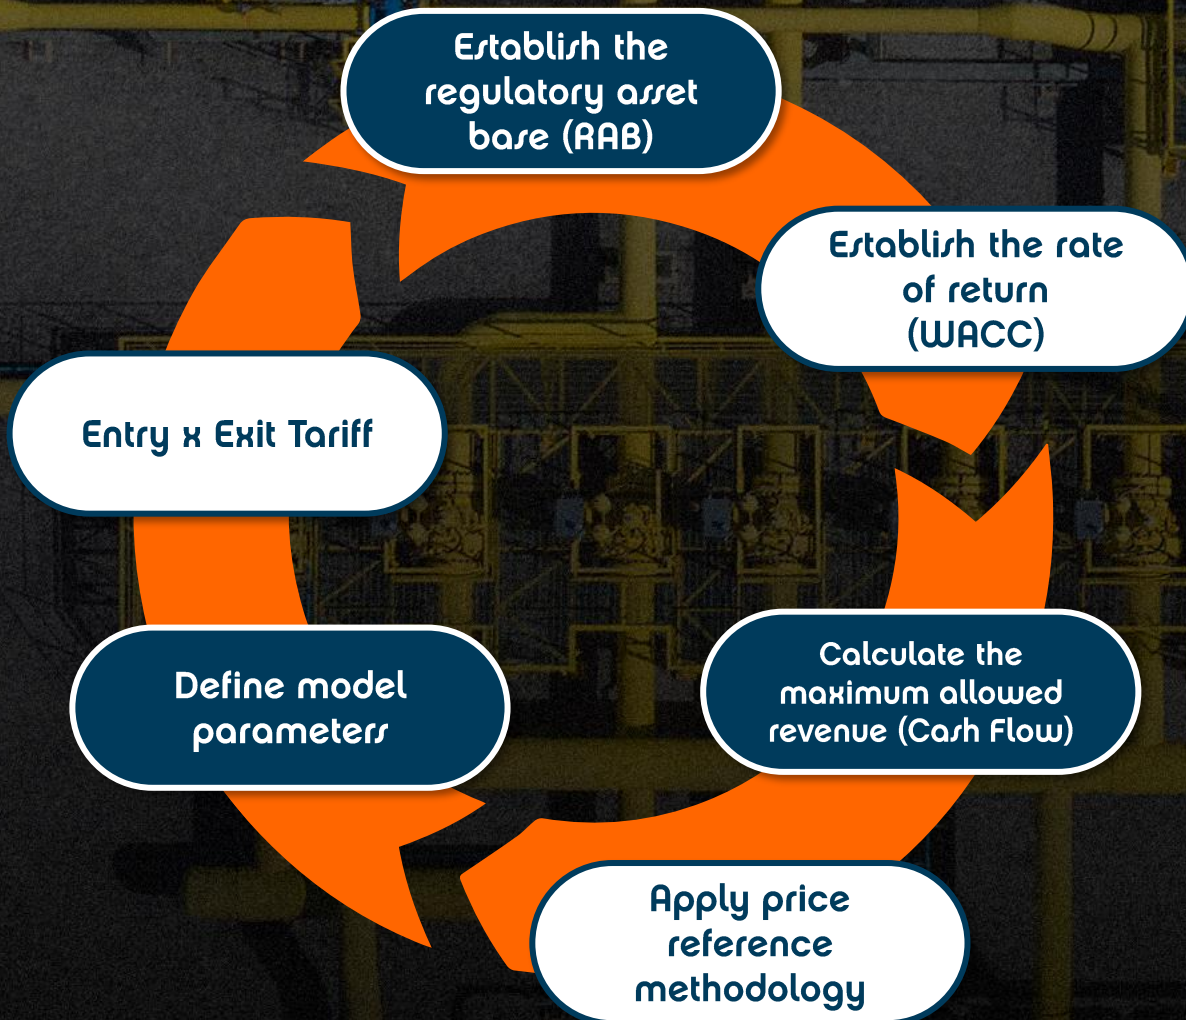 Establish the
regulatory asset
base (RAB)
Establish the rate
of return
(WACC)
Calculate the
maximum allowed
revenue (Cash Flow)
Apply price
reference
methodology
Define model
parameters
Entry x Exit Tariff